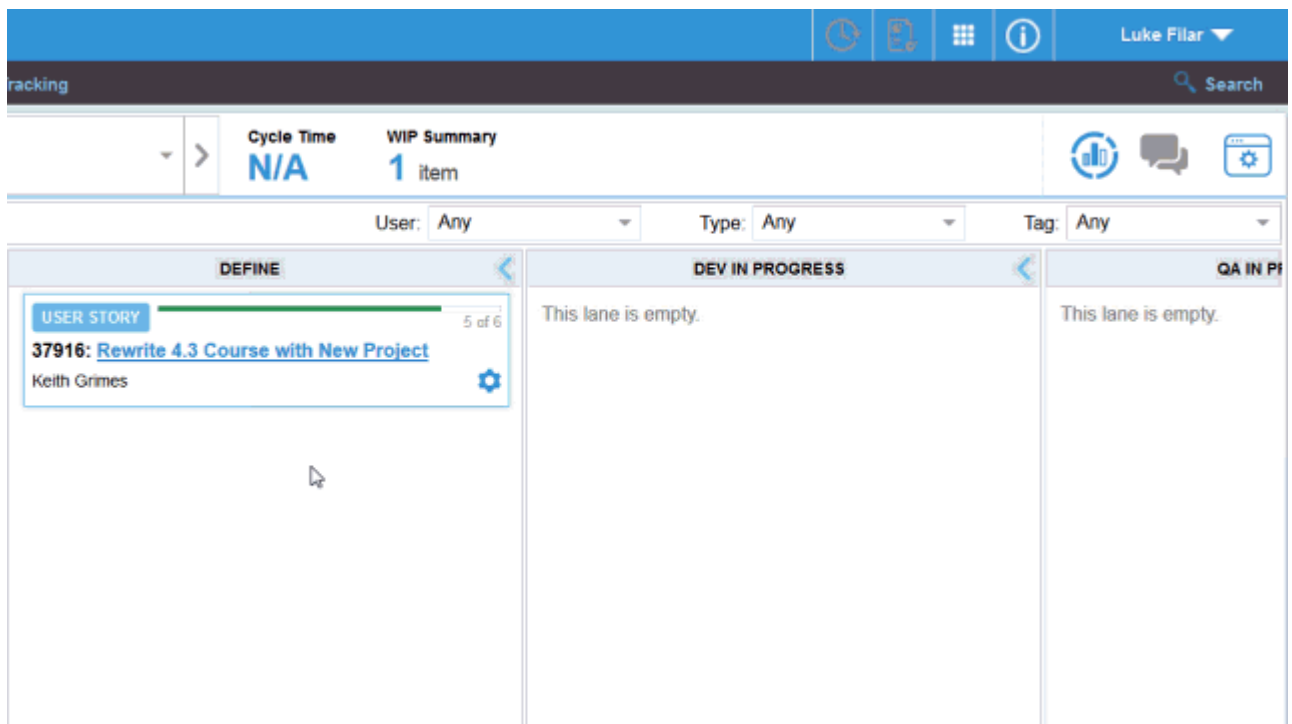 Luke Filar
Tracking
Search
Cycle Time WIP Summary
N/A 1 item
User: Any Type: Any Tag: Any
DEFINE DEV IN PROGRESS QA IN
USER STORY 5 of 6 This lane is empty. This lane is empty.
37916: Rewrite 4.3 Course with New Project
Keith Grimes